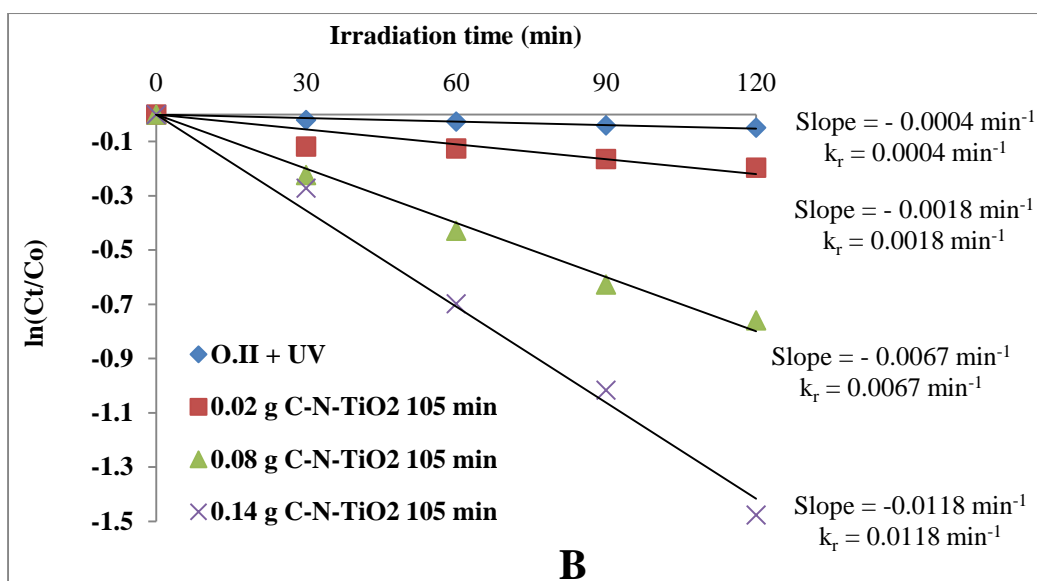 Irradiation time (min)
0 30 60 90 120
-0.1
-0.3
-0.5
-0.7
-0.9
-1.1
-1.3
-1.5
ln(Ct/Co)
O.II + UV
0.02 g C-N-TiO2 105 min
0.08 g C-N-TiO2 105 min
0.14 g C-N-TiO2 105 min
Slope = - 0.0004 min⁻¹
kᵣ = 0.0004 min⁻¹
Slope = - 0.0018 min⁻¹
kᵣ = 0.0018 min⁻¹
Slope = - 0.0067 min⁻¹
kᵣ = 0.0067 min⁻¹
Slope = -0.0118 min⁻¹
kᵣ = 0.0118 min⁻¹
B